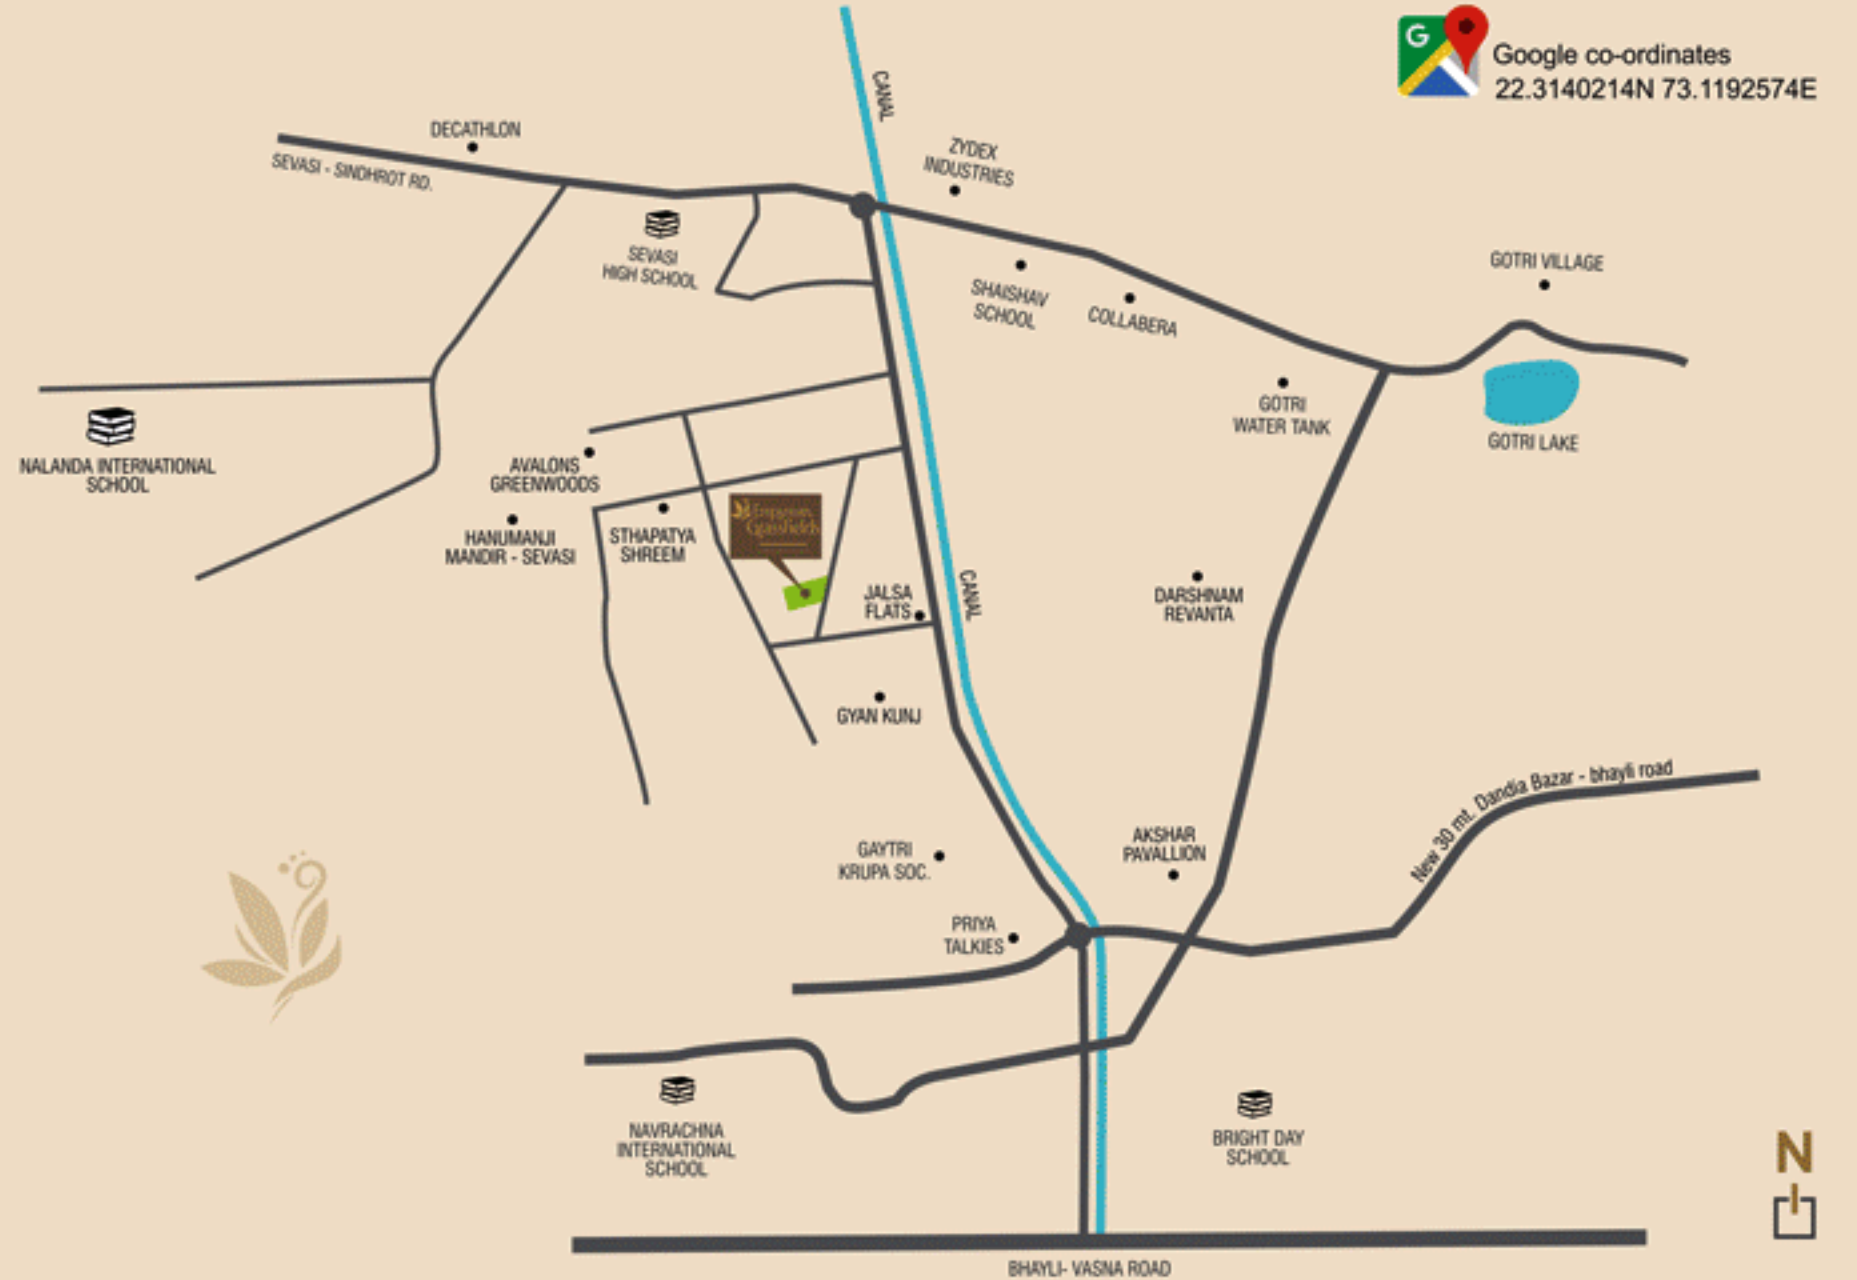 G
Google co-ordinates
22.3140214N 73.1192574E
CANAL
DECATHLON
SEVASI - SINDHROT RD.
ZYDEX
INDUSTRIES
SEVASI
HIGH SCHOOL
SHAISHAV
SCHOOL
COLLABERA
GOTRI VILLAGE
GOTRI
WATER TANK
GOTRI LAKE
NALANDA INTERNATIONAL
SCHOOL
AVALONS
GREENWOODS
HANUMANJI
MANDIR - SEVASI
STHAPATYA
SHREEM
Grassfields
JALSA
FLATS
CANAL
DARSHNAM
REVANTA
GYAN KUNJ
New 30 mt. Dandia Bazar - bhayli road
GAYTRI
KRUPA SOC.
AKSHAR
PAVALLION
PRIYA
TALKIES
NAVRACHNA
INTERNATIONAL
SCHOOL
BRIGHT DAY
SCHOOL
N
BHAYLI- VASNA ROAD